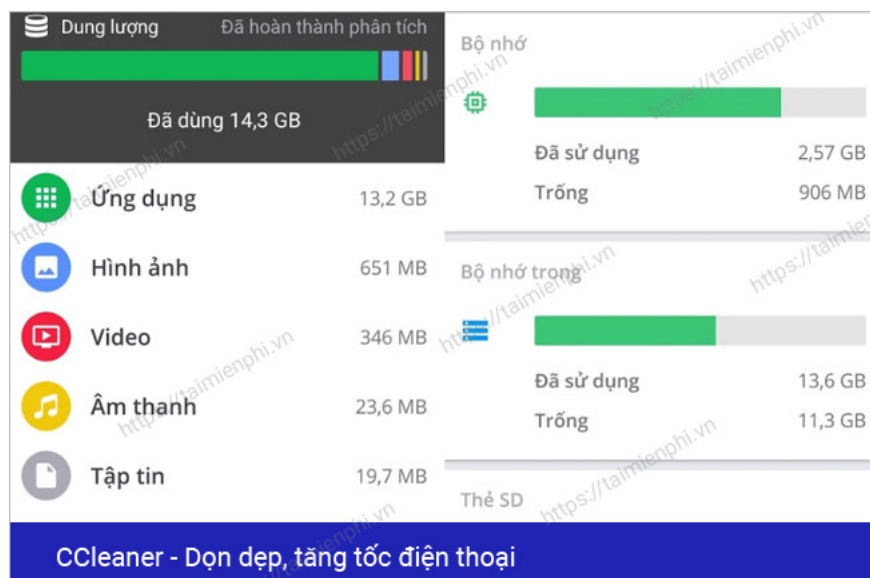 Dung lượng Đã hoàn thành phân tích
Đã dùng 14,3 GB
Ứng dụng 13,2 GB
Hình ảnh 651 MB
Video 346 MB
Âm thanh 23,6 MB
Tập tin 19,7 MB
Bộ nhớ
Đã sử dụng 2,57 GB
Trống 906 MB
Bộ nhớ trong
Đã sử dụng 13,6 GB
Trống 11,3 GB
Thẻ SD
CCleaner - Dọn dẹp, tăng tốc điện thoại
https://taimienphi.vn